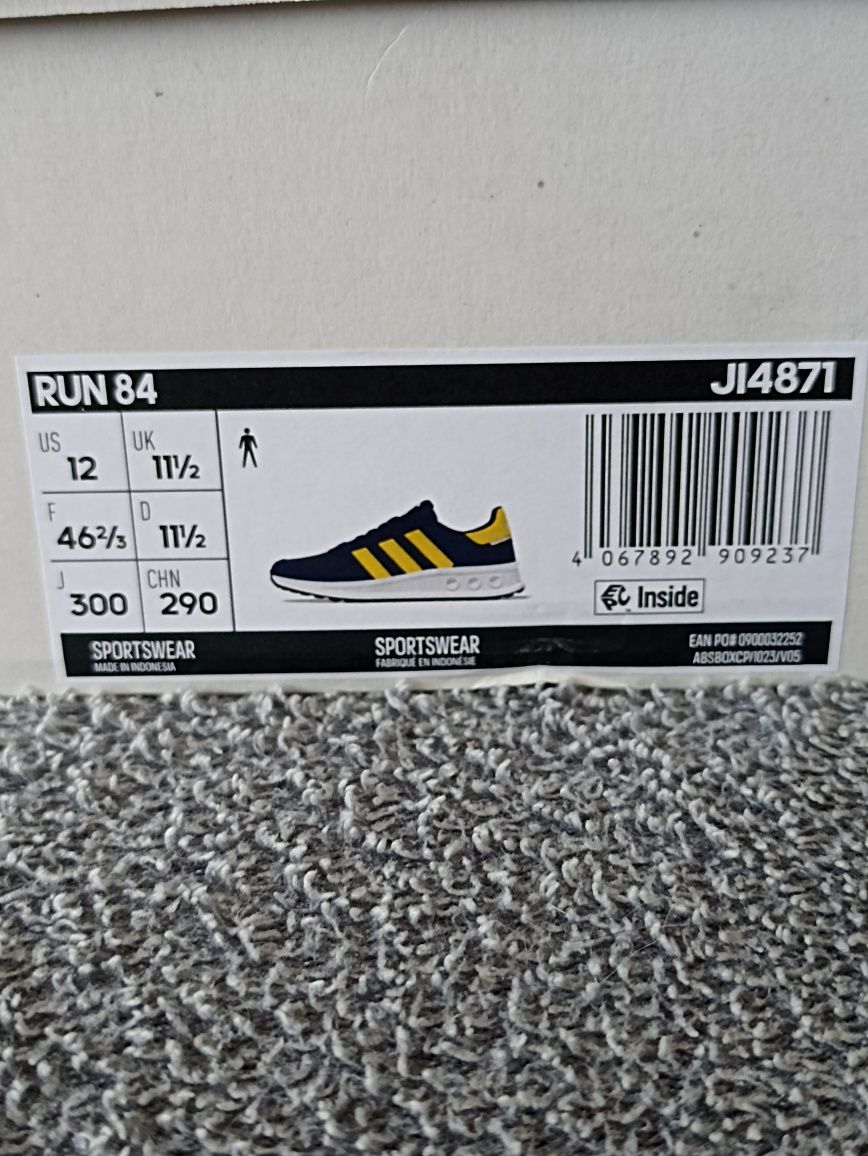 RUN 84 JI4871
US 12 UK 11½
F 46⅔ D 11½
J 300 CHN 290
4 067892 909237
Inside
SPORTSWEAR
MADE IN INDONESIA
SPORTSWEAR
FABRIQUÉ EN INDONÉSIE
EAN PO# 0900032252
ABSBOXCP/1023/V05